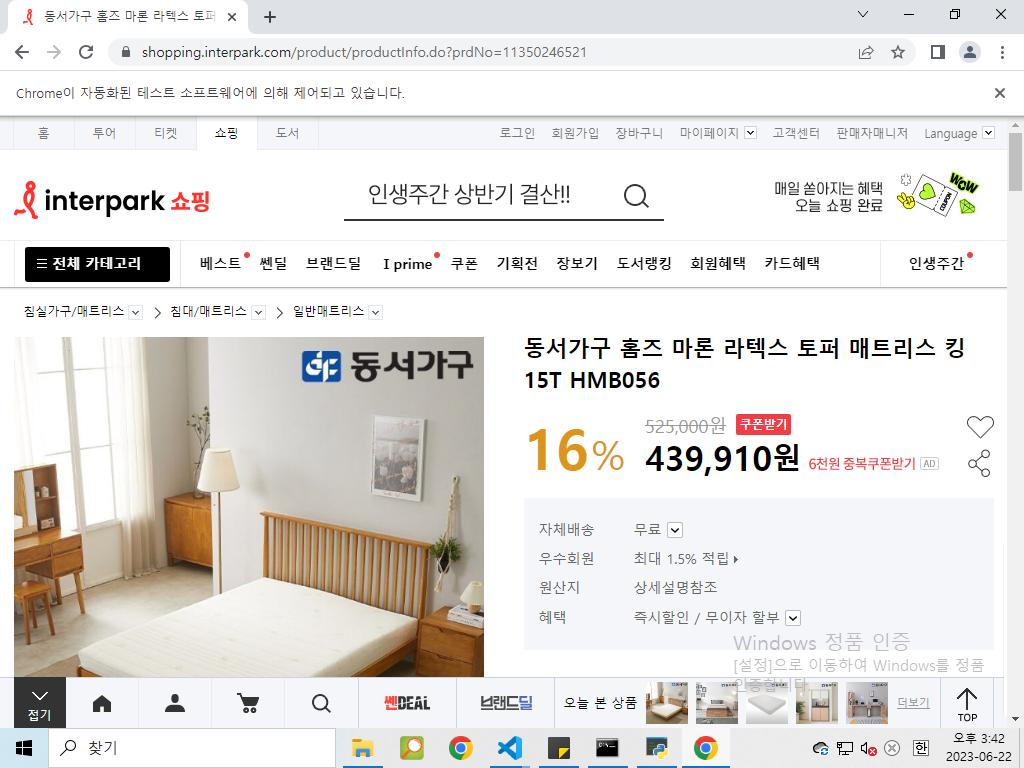 동서가구 홈즈 마론 라텍스 토퍼
shopping.interpark.com/product/productInfo.do?prdNo=11350246521
Chrome이 자동화된 테스트 소프트웨어에 의해 제어되고 있습니다.
홈 투어 티켓 쇼핑 도서 로그인 회원가입 장바구니 마이페이지 고객센터 판매자매니저 Language
interpark 쇼핑
인생주간 상반기 결산!!
매일 쏟아지는 혜택
오늘 쇼핑 완료
WOW
COUPON
전체 카테고리 베스트 쎈딜 브랜드딜 I prime 쿠폰 기획전 장보기 도서랭킹 회원혜택 카드혜택 인생주간
침실가구/매트리스 침대/매트리스 일반매트리스
동서가구
동서가구 홈즈 마론 라텍스 토퍼 매트리스 킹
15T HMB056
16%
525,000원 쿠폰받기
439,910원 6천원 중복쿠폰받기 AD
자체배송 무료
우수회원 최대 1.5% 적립
원산지 상세설명참조
혜택 즉시할인 / 무이자 할부
Windows 정품 인증
[설정]으로 이동하여 Windows를 정품
인증합니다.
접기
쎈DEAL
브랜드딜
오늘 본 상품
더보기
TOP
찾기
한
오후 3:42
2023-06-22